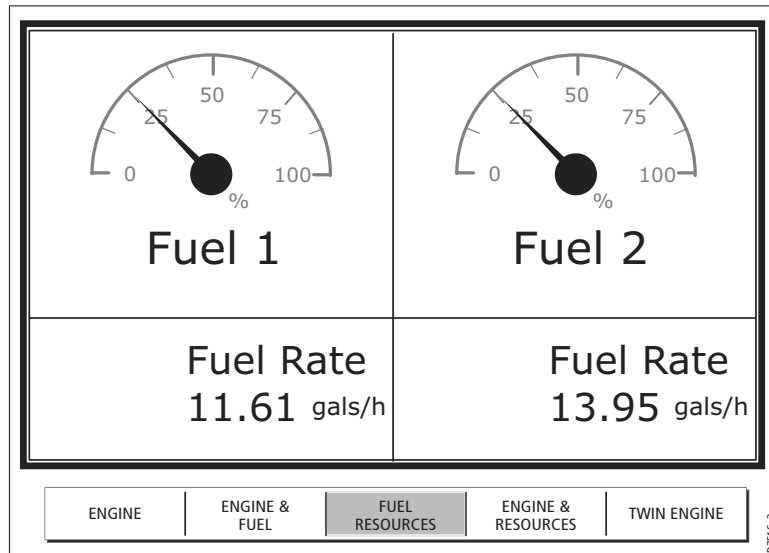 0
25
50
75
100
%
Fuel 1
0
25
50
75
100
%
Fuel 2
Fuel Rate
11.61 gals/h
Fuel Rate
13.95 gals/h
ENGINE
ENGINE &
FUEL
FUEL
RESOURCES
ENGINE &
RESOURCES
TWIN ENGINE